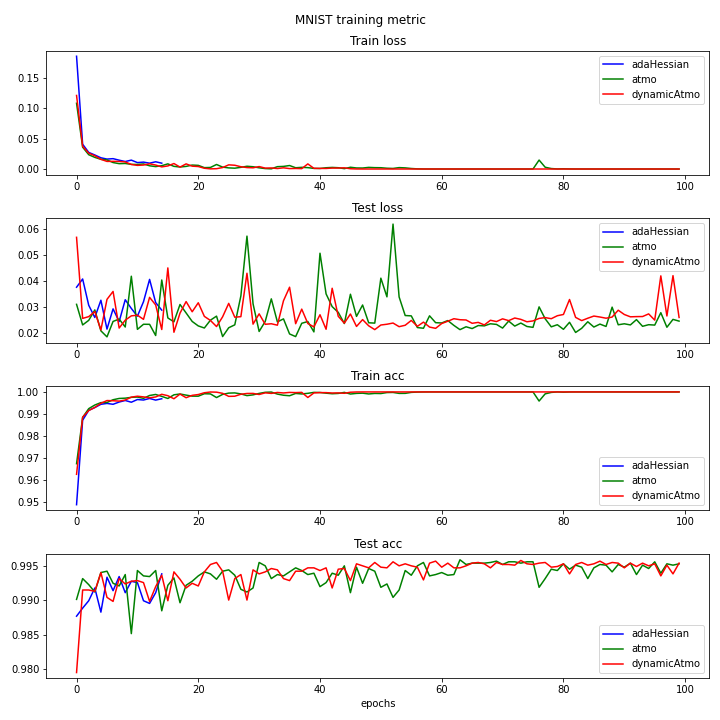 MNIST training metric
Train loss
0.15
0.10
0.05
0.00
adaHessian
atmo
dynamicAtmo
0 20 40 60 80 100
Test loss
0.06
0.05
0.04
0.03
0.02
adaHessian
atmo
dynamicAtmo
0 20 40 60 80 100
Train acc
1.00
0.99
0.98
0.97
0.96
0.95
adaHessian
atmo
dynamicAtmo
0 20 40 60 80 100
Test acc
0.995
0.990
0.985
0.980
adaHessian
atmo
dynamicAtmo
0 20 40 60 80 100
epochs